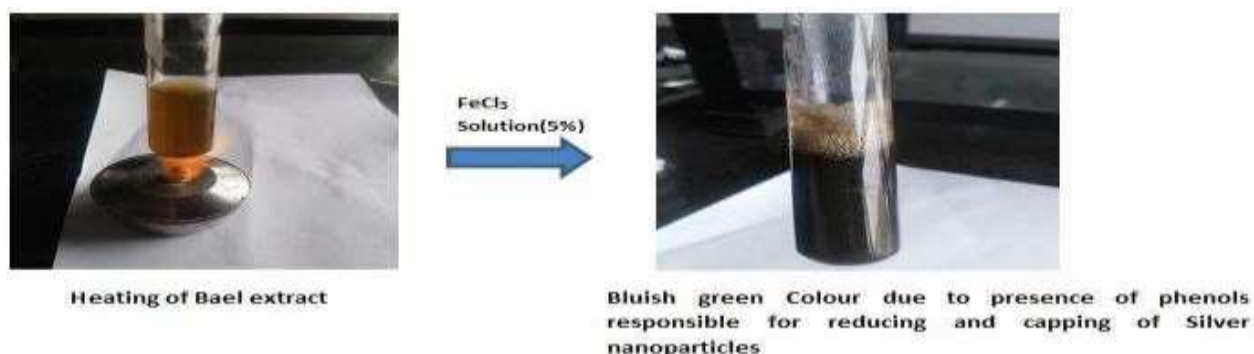 FeCl₃
Solution(5%)
Heating of Bael extract
Bluish green Colour due to presence of phenols
responsible for reducing and capping of Silver
nanoparticles